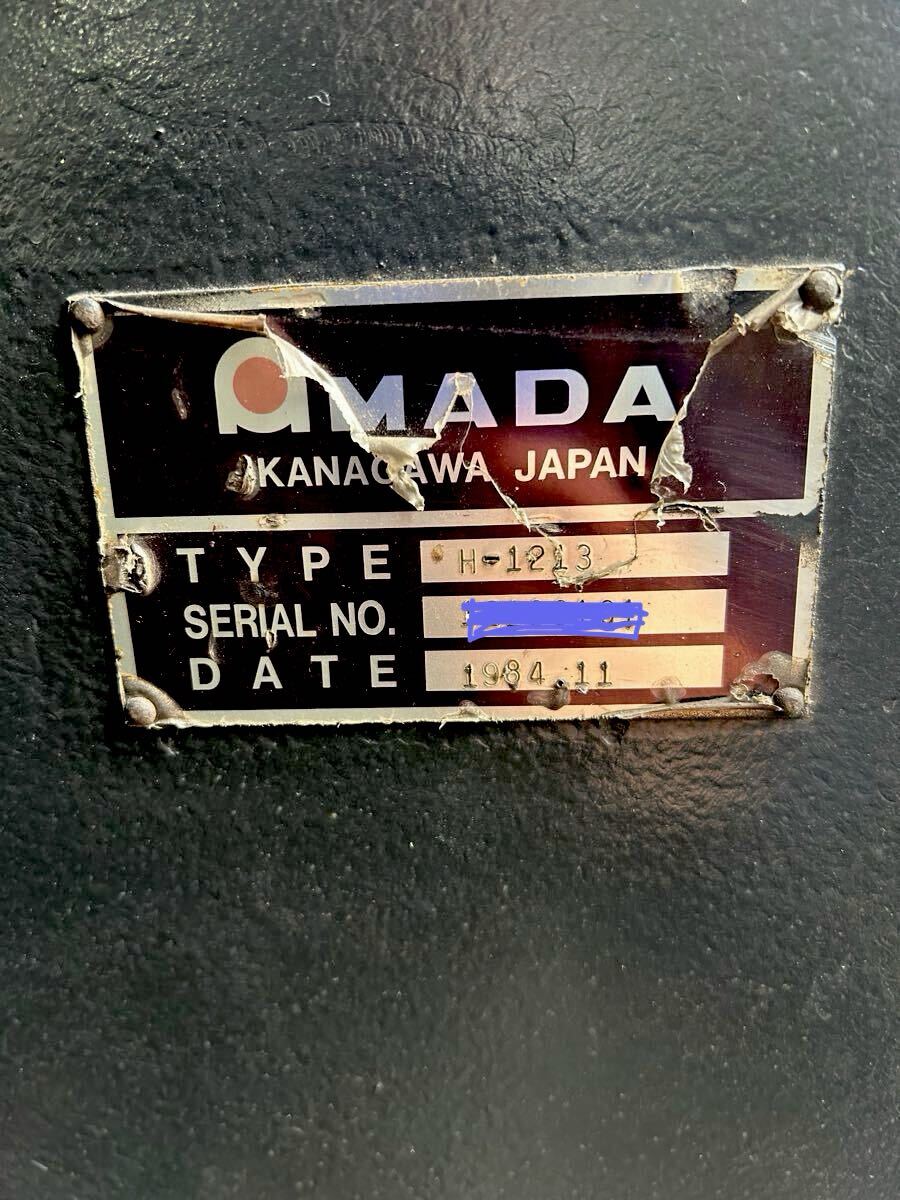 AMADA
KANAGAWA JAPAN
TYPE H-1213
SERIAL NO.
DATE 1984.11